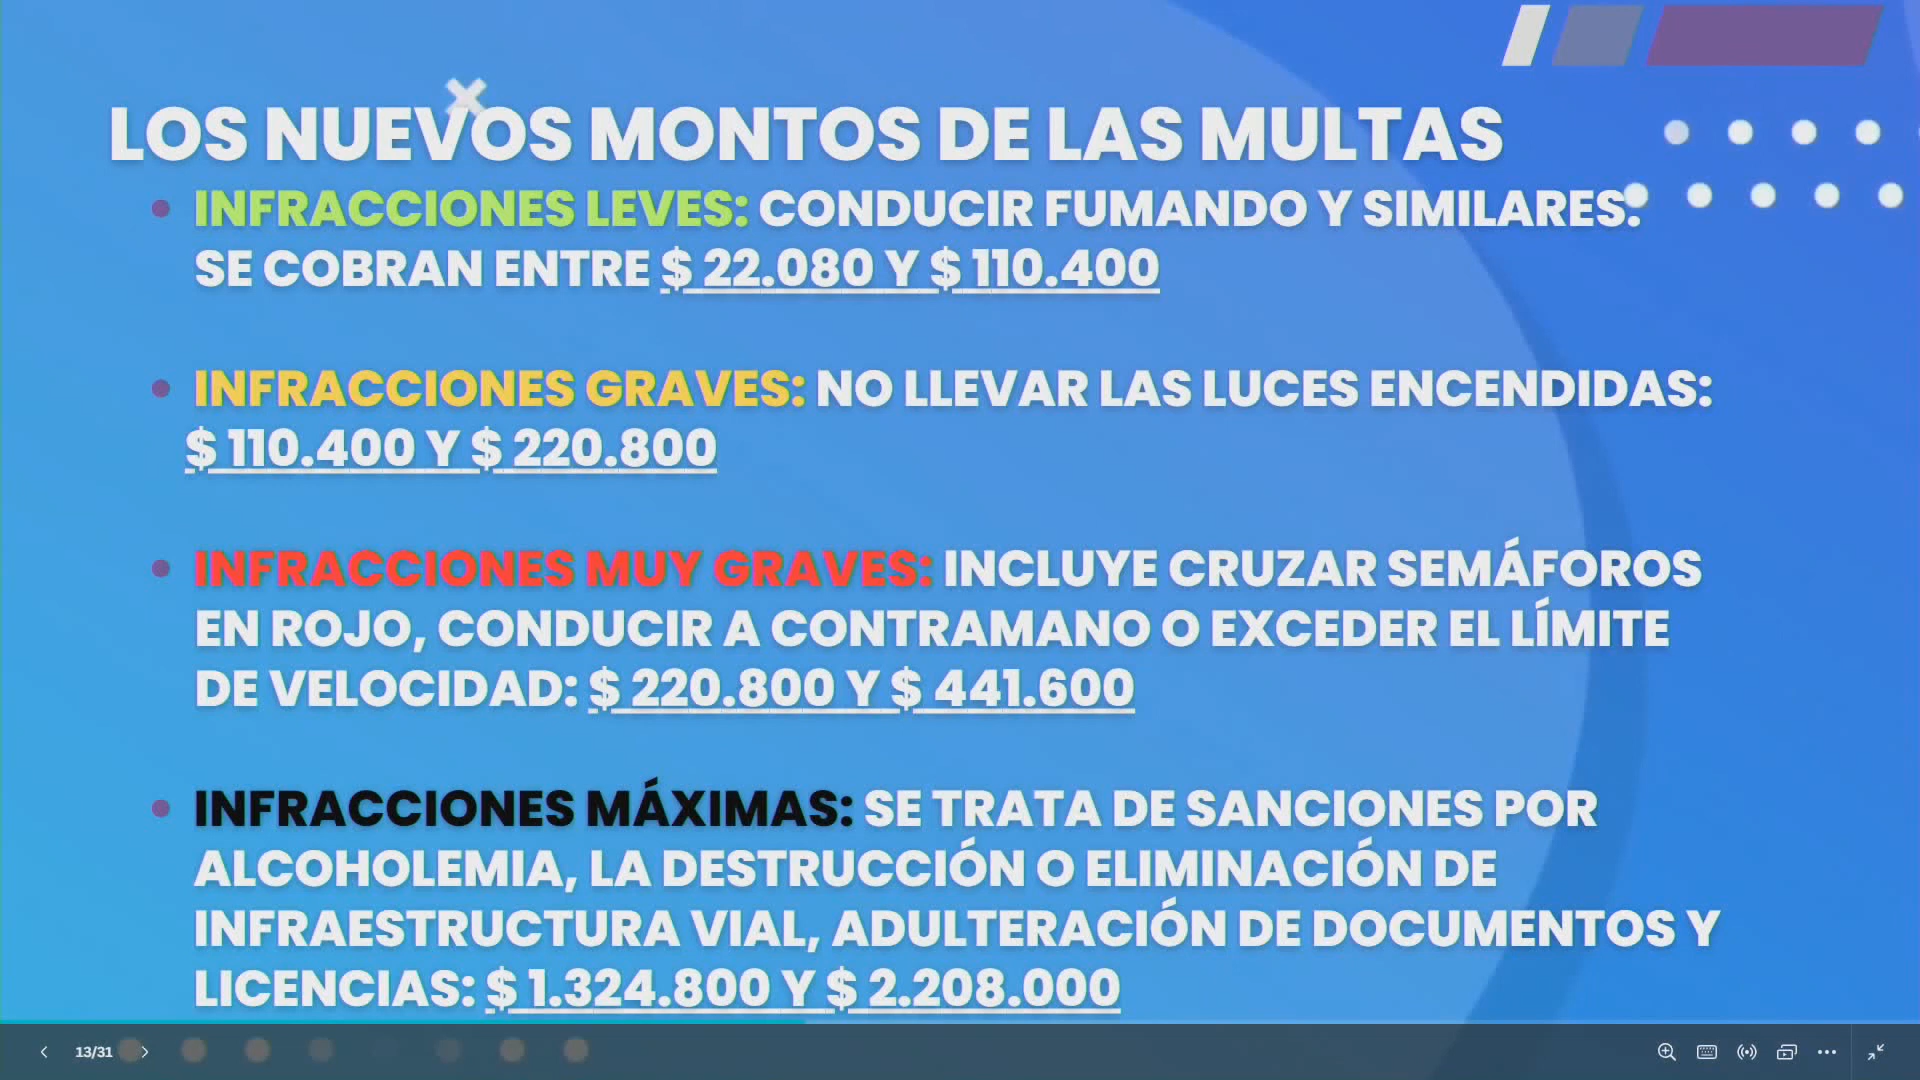 LOS NUEVOS MONTOS DE LAS MULTAS
INFRACCIONES LEVES: CONDUCIR FUMANDO Y SIMILARES.
SE COBRAN ENTRE $ 22.080 Y $ 110.400
INFRACCIONES GRAVES: NO LLEVAR LAS LUCES ENCENDIDAS:
$ 110.400 Y $ 220.800
INFRACCIONES MUY GRAVES: INCLUYE CRUZAR SEMÁFOROS
EN ROJO, CONDUCIR A CONTRAMANO O EXCEDER EL LÍMITE
DE VELOCIDAD: $ 220.800 Y $ 441.600
INFRACCIONES MÁXIMAS: SE TRATA DE SANCIONES POR
ALCOHOLEMIA, LA DESTRUCCIÓN O ELIMINACIÓN DE
INFRAESTRUCTURA VIAL, ADULTERACIÓN DE DOCUMENTOS Y
LICENCIAS: $ 1.324.800 Y $ 2.208.000
13/31